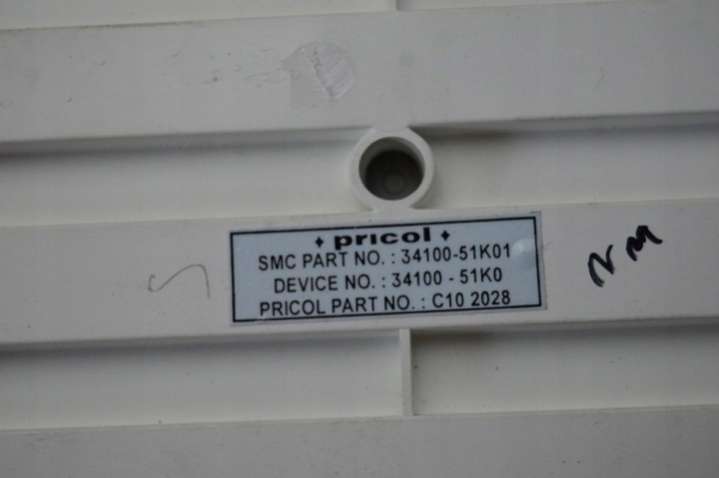 pricol
SMC PART NO. : 34100-51K01
DEVICE NO. : 34100 - 51K0
PRICOL PART NO. : C10 2028